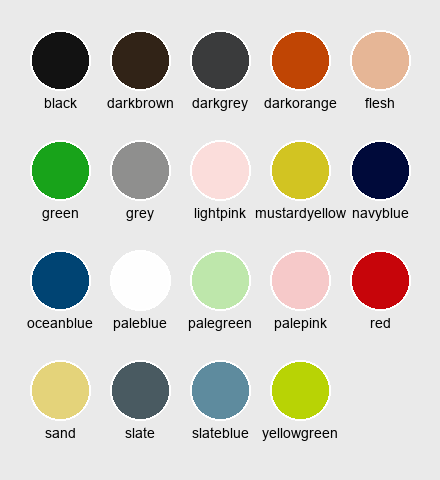 black darkbrown darkgrey darkorange flesh
green grey lightpink mustardyellow navyblue
oceanblue paleblue palegreen palepink red
sand slate slateblue yellowgreen